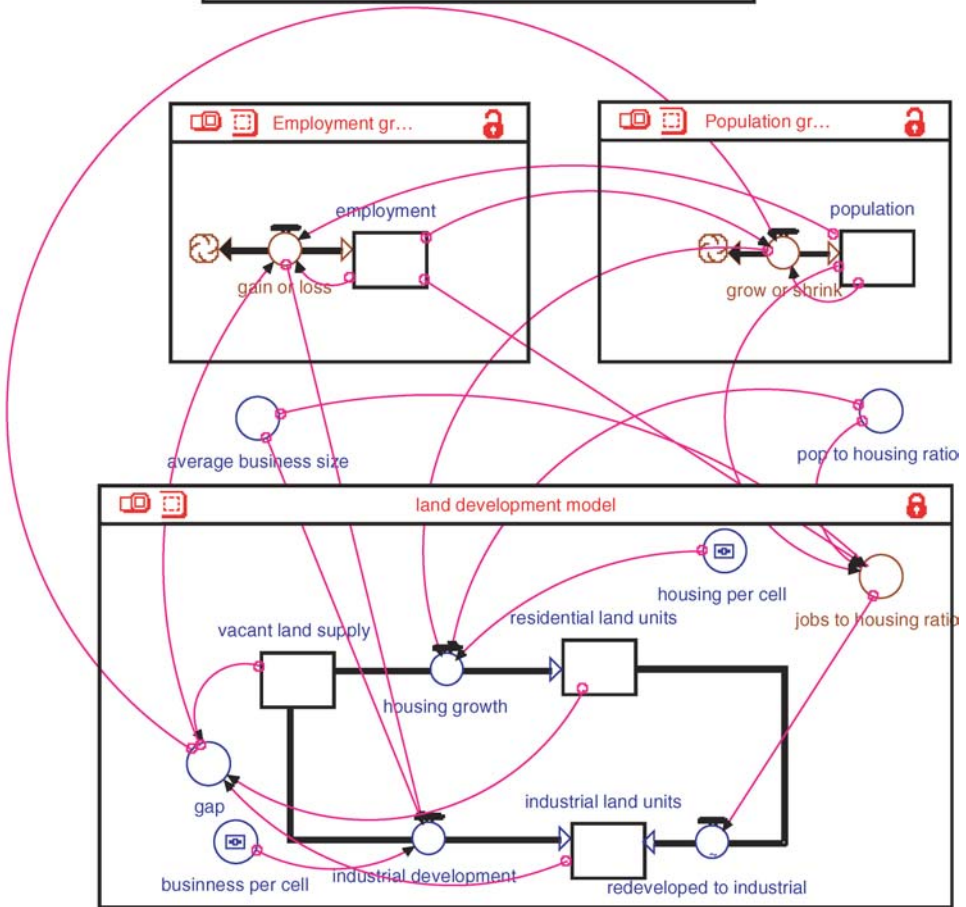 Employment gr...
Population gr...
employment
population
gain or loss
grow or shrink
average business size
pop to housing ratio
land development model
housing per cell
jobs to housing ratio
vacant land supply
residential land units
housing growth
gap
industrial land units
businness per cell
industrial development
redeveloped to industrial